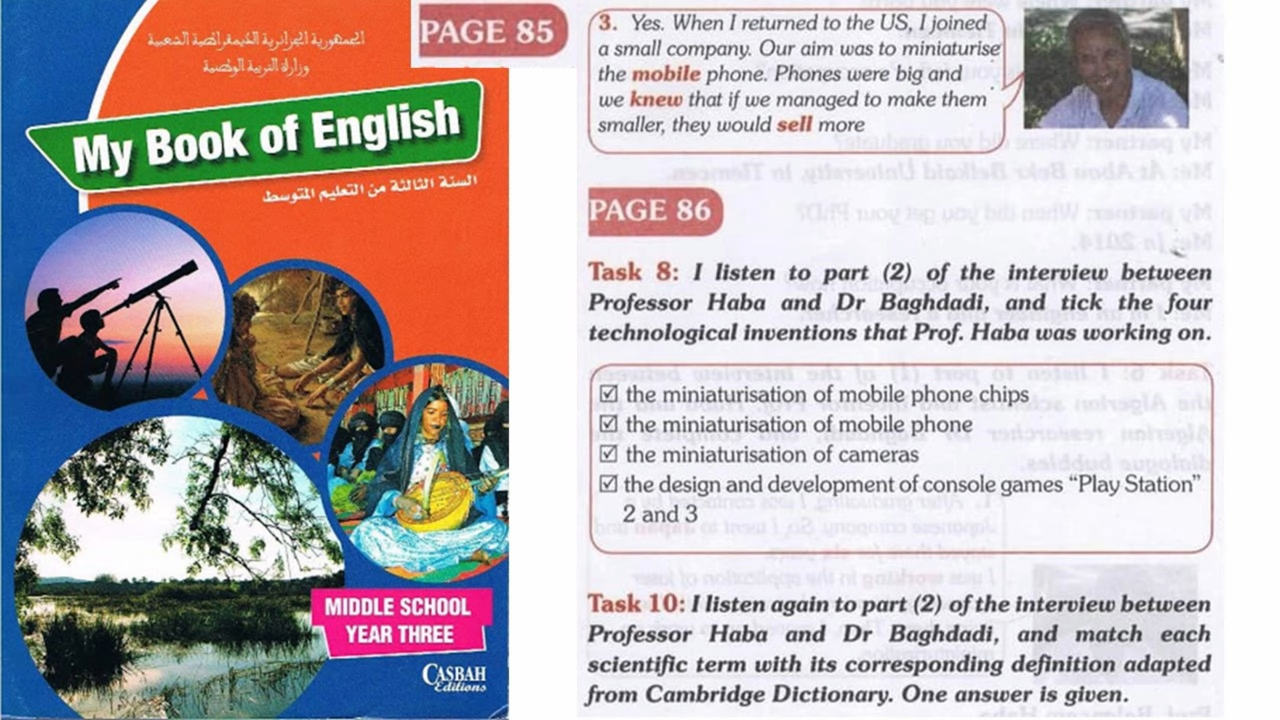 الجمهورية الجزائرية الديمقراطية الشعبية
وزارة التربية الوطنية
My Book of English
السنة الثالثة من التعليم المتوسط
MIDDLE SCHOOL
YEAR THREE
CASBAH
Editions
PAGE 85
3. Yes. When I returned to the US, I joined
a small company. Our aim was to miniaturise
the mobile phone. Phones were big and
we knew that if we managed to make them
smaller, they would sell more
PAGE 86
Task 8: I listen to part (2) of the interview between
Professor Haba and Dr Baghdadi, and tick the four
technological inventions that Prof. Haba was working on.
☑ the miniaturisation of mobile phone chips
☑ the miniaturisation of mobile phone
☑ the miniaturisation of cameras
☑ the design and development of console games “Play Station”
2 and 3
Task 10: I listen again to part (2) of the interview between
Professor Haba and Dr Baghdadi, and match each
scientific term with its corresponding definition adapted
from Cambridge Dictionary. One answer is given.